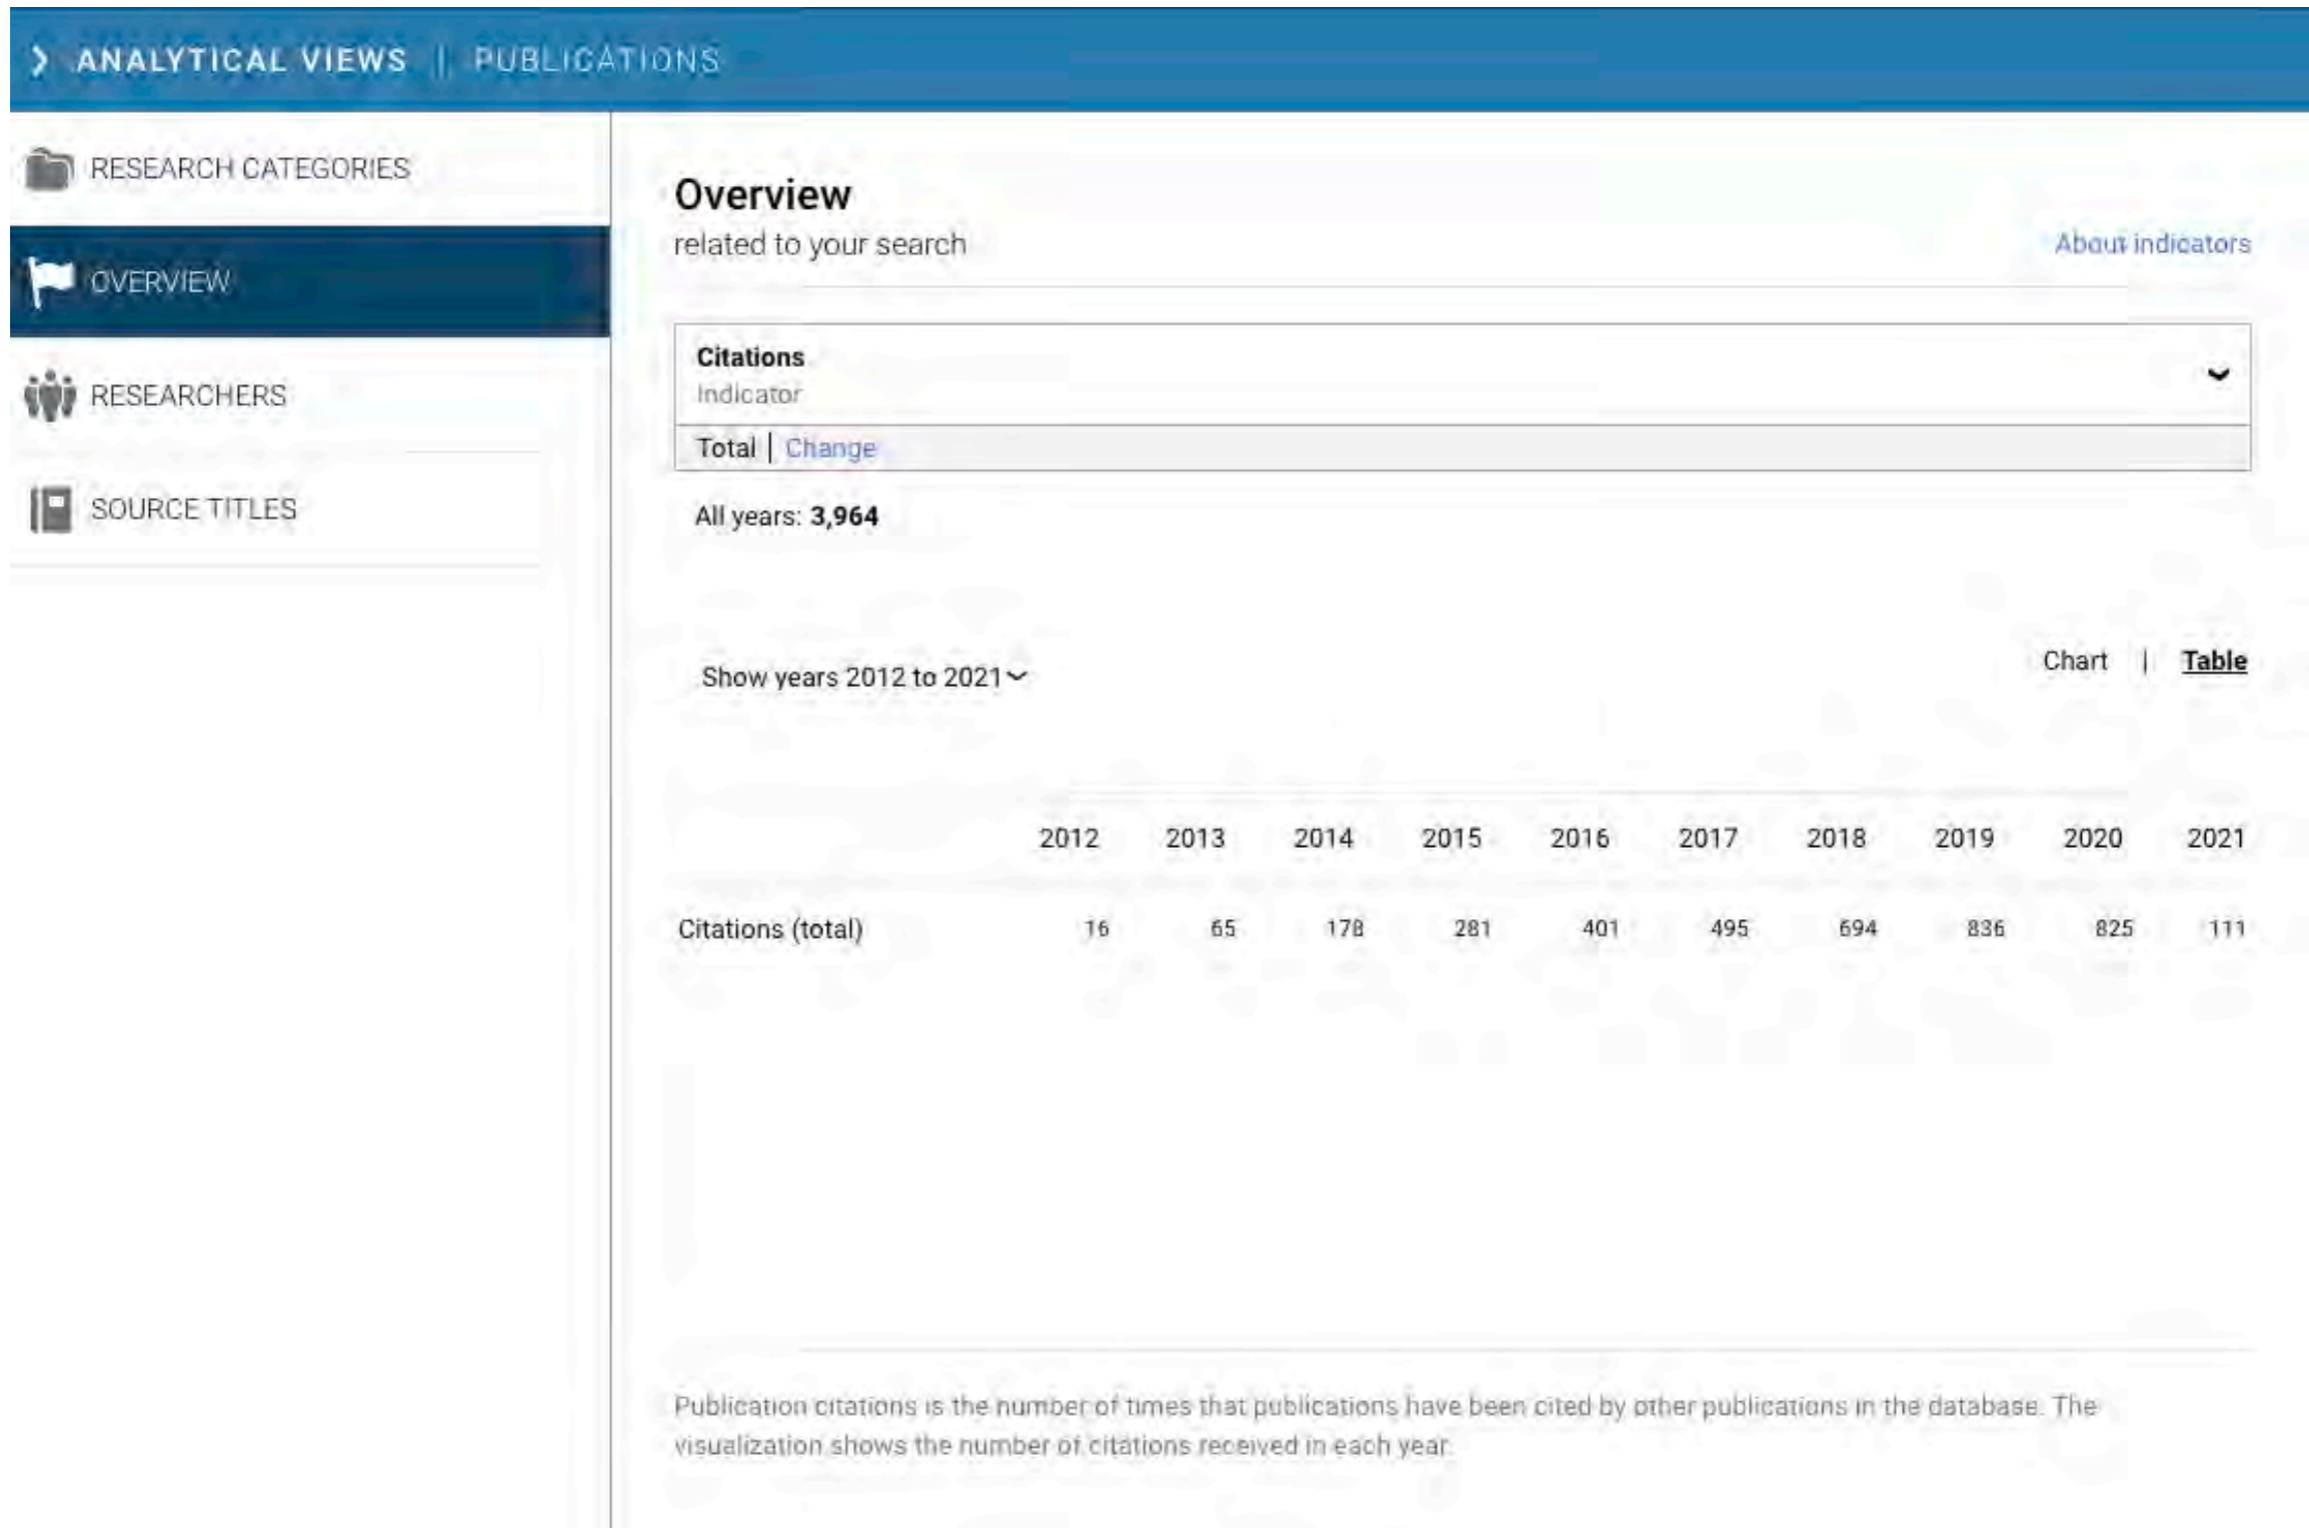 ANALYTICAL VIEWS | PUBLICATIONS
RESEARCH CATEGORIES
OVERVIEW
RESEARCHERS
SOURCE TITLES
Overview
related to your search
About indicators
Citations
Indicator
Total | Change
All years: 3,964
Show years 2012 to 2021
Chart | Table
2012 2013 2014 2015 2016 2017 2018 2019 2020 2021
Citations (total) 16 65 178 281 401 495 694 836 825 111
Publication citations is the number of times that publications have been cited by other publications in the database. The
visualization shows the number of citations received in each year.